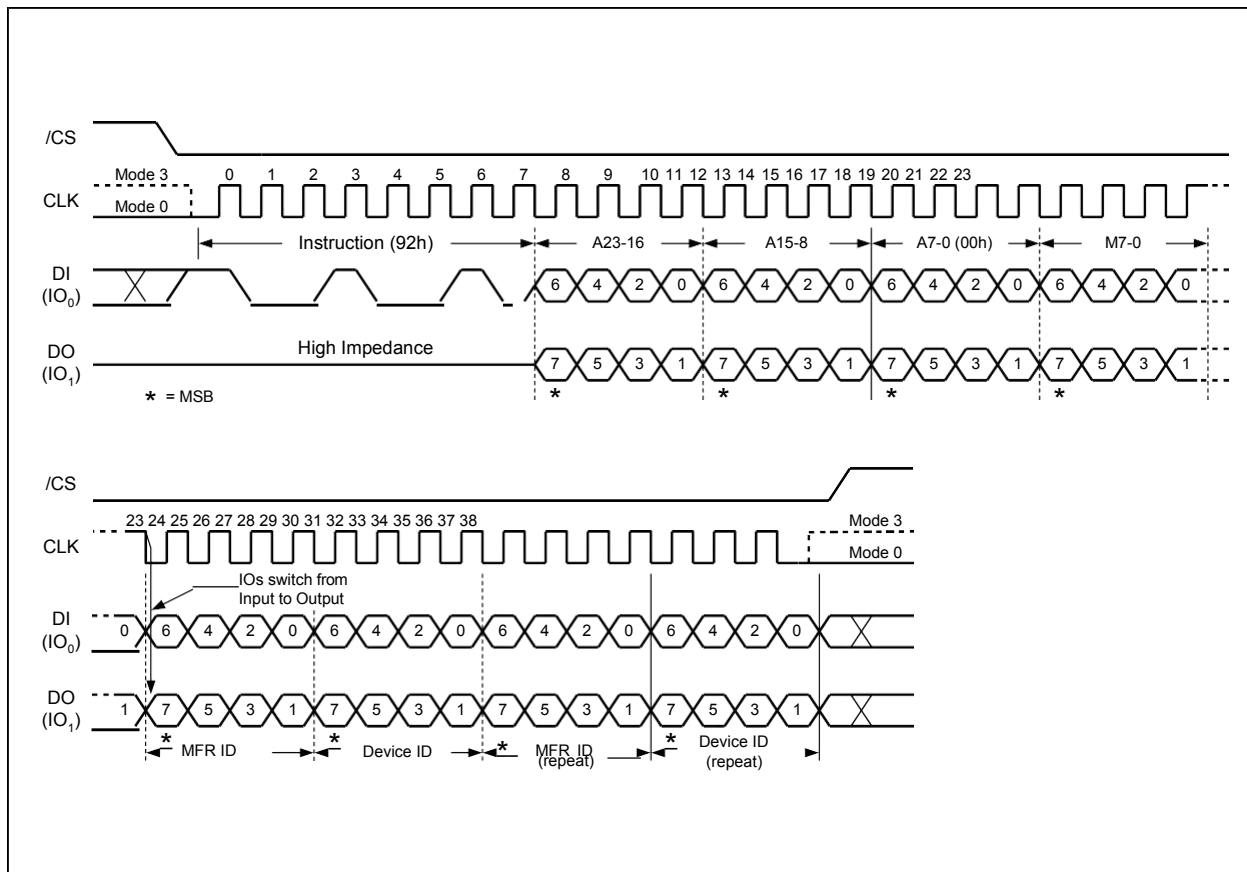 /CS
Mode 3 0 1 2 3 4 5 6 7 8 9 10 11 12 13 14 15 16 17 18 19 20 21 22 23
CLK
Mode 0
Instruction (92h) A23-16 A15-8 A7-0 (00h) M7-0
DI
(IO0) 6 4 2 0 6 4 2 0 6 4 2 0 6 4 2 0
High Impedance
DO
(IO1) 7 5 3 1 7 5 3 1 7 5 3 1 7 5 3 1
* * * *
* = MSB
/CS
23 24 25 26 27 28 29 30 31 32 33 34 35 36 37 38 Mode 3
CLK
Mode 0
IOs switch from
Input to Output
DI
(IO0) 0 6 4 2 0 6 4 2 0 6 4 2 0 6 4 2 0
DO
(IO1) 1 7 5 3 1 7 5 3 1 7 5 3 1 7 5 3 1
* * * *
MFR ID Device ID MFR ID Device ID
(repeat) (repeat)